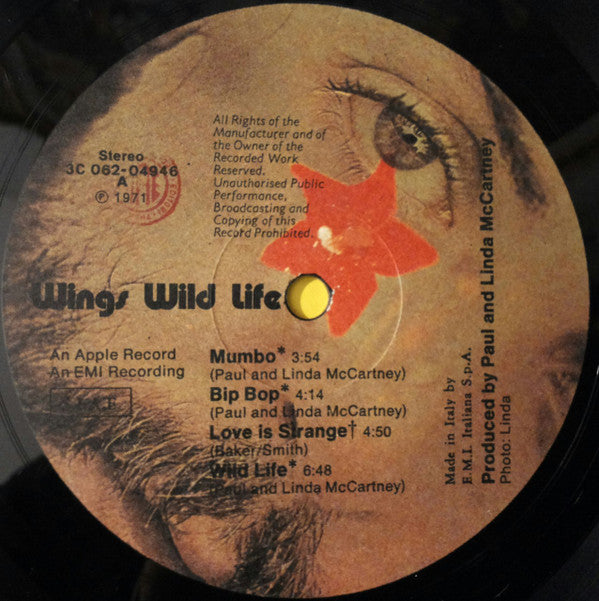 All Rights of the
Manufacturer and of
the Owner of the
Recorded Work
Reserved.
Unauthorised Public
Performance,
Broadcasting and
Copying of this
Record Prohibited.
Stereo
3C 062-04946
A
℗ 1971
Wings Wild Life
An Apple Record
An EMI Recording
Mumbo* 3:54
(Paul and Linda McCartney)
Bip Bop* 4:14
(Paul and Linda McCartney)
Love is Strange† 4:50
(Baker/Smith)
Wild Life* 6:48
(Paul and Linda McCartney)
Made in Italy by
E.M.I. Italiana S.p.A.
Produced by Paul and Linda McCartney
Photo: Linda